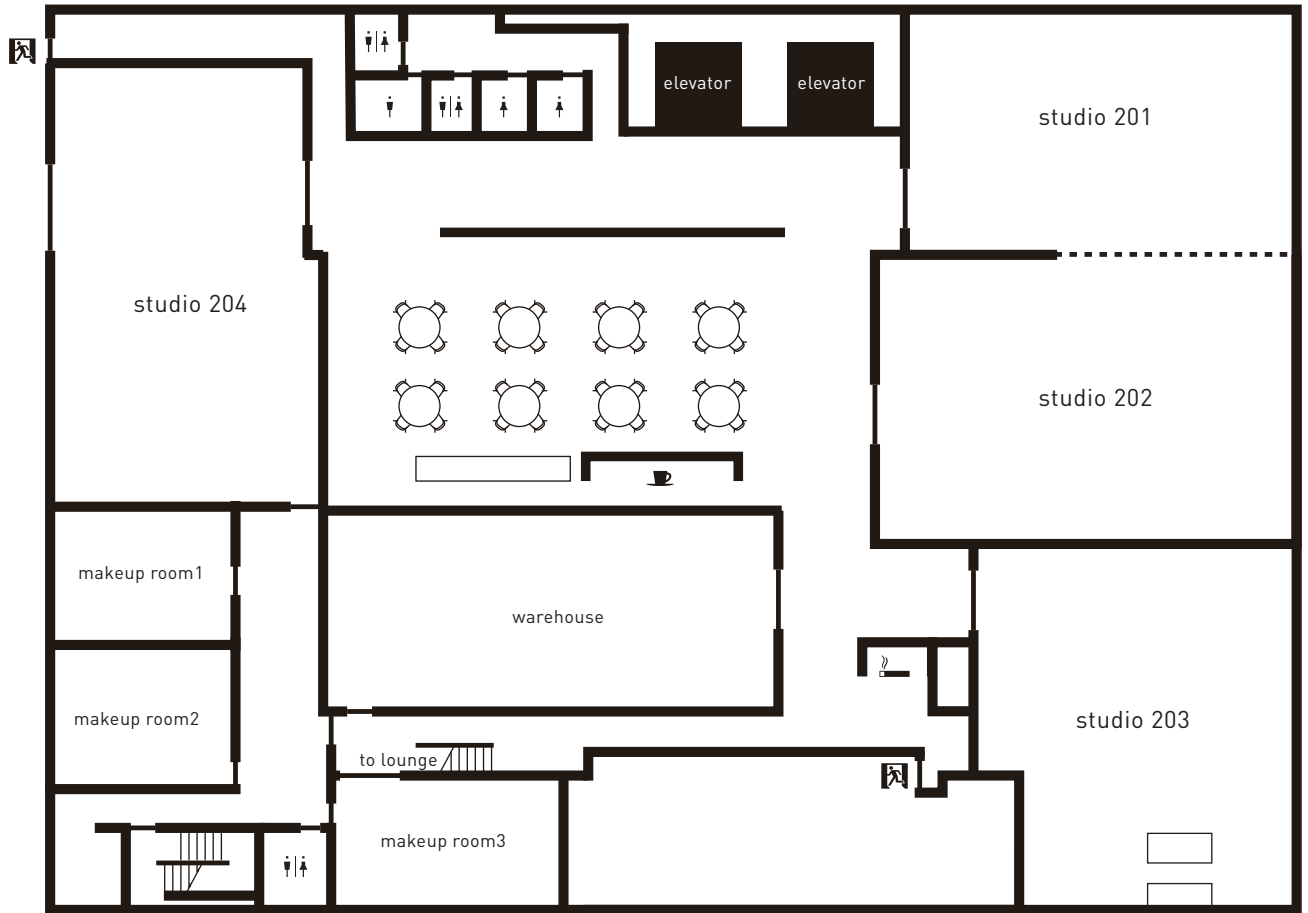 elevator
elevator
studio 201
studio 204
studio 202
makeup room1
warehouse
makeup room2
studio 203
to lounge
makeup room3